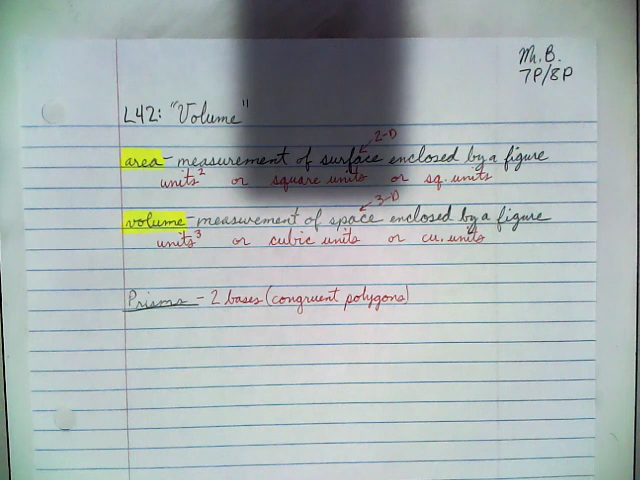 Mr. B.
7P/8P
L42: "Volume"
2-D
area - measurement of surface enclosed by a figure
units² or square units or sq. units
3-D
volume - measurement of space enclosed by a figure
units³ or cubic units or cu. units
Prisms - 2 bases (congruent polygons)